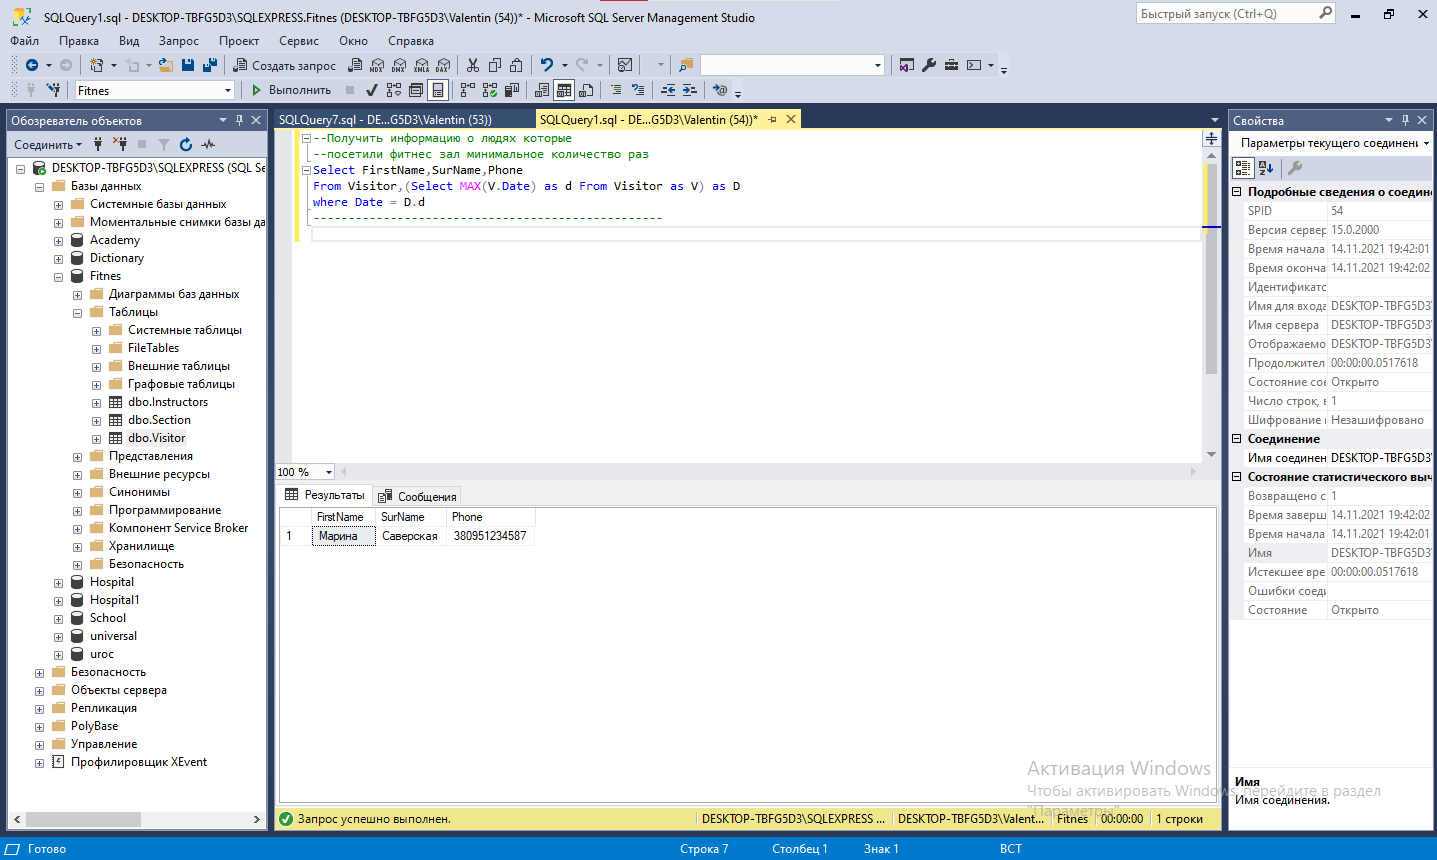 SQLQuery1.sql - DESKTOP-TBFG5D3\SQLEXPRESS.Fitnes (DESKTOP-TBFG5D3\Valentin (54))* - Microsoft SQL Server Management Studio
Быстрый запуск (Ctrl+Q)
Файл Правка Вид Запрос Проект Сервис Окно Справка
Создать запрос MDX DMX XMLA DAX
Fitnes Выполнить
Обозреватель объектов
Соединить
DESKTOP-TBFG5D3\SQLEXPRESS (SQL Se
Базы данных
Системные базы данных
Моментальные снимки базы да
Academy
Dictionary
Fitnes
Диаграммы баз данных
Таблицы
Системные таблицы
FileTables
Внешние таблицы
Графовые таблицы
dbo.Instructors
dbo.Section
dbo.Visitor
Представления
Внешние ресурсы
Синонимы
Программирование
Компонент Service Broker
Хранилище
Безопасность
Hospital
Hospital1
School
universal
uroc
Безопасность
Объекты сервера
Репликация
PolyBase
Управление
Профилировщик XEvent
SQLQuery7.sql - DE...G5D3\Valentin (53)) SQLQuery1.sql - DE...G5D3\Valentin (54))*
--Получить информацию о людях которые
--посетили фитнес зал минимальное количество раз
Select FirstName,SurName,Phone
From Visitor,(Select MAX(V.Date) as d From Visitor as V) as D
where Date = D.d
--------------------------------------------------
100 %
Результаты Сообщения
FirstName SurName Phone
1 Марина Саверская 380951234587
Запрос успешно выполнен. DESKTOP-TBFG5D3\SQLEXPRESS ... DESKTOP-TBFG5D3\Valent... Fitnes 00:00:00 1 строки
Свойства
Параметры текущего соединени
Подробные сведения о соедин
SPID 54
Версия сервер 15.0.2000
Время начала 14.11.2021 19:42:01
Время оконча 14.11.2021 19:42:02
Идентификатс
Имя для входа DESKTOP-TBFG5D3\
Имя сервера DESKTOP-TBFG5D3\
Отображаемо DESKTOP-TBFG5D3\
Продолжител 00:00:00.0517618
Состояние сое Открыто
Число строк, в 1
Шифрование Незашифровано
Соединение
Имя соединен DESKTOP-TBFG5D3\
Состояние статистического выч
Возвращено с 1
Время заверш 14.11.2021 19:42:02
Время начала 14.11.2021 19:42:01
Имя DESKTOP-TBFG5D3\
Истекшее вре 00:00:00.0517618
Ошибки соеди
Состояние Открыто
Имя
Имя соединения.
Активация Windows
Чтобы активировать Windows, перейдите в раздел
"Параметры".
Готово Строка 7 Столбец 1 Знак 1 ВСТ